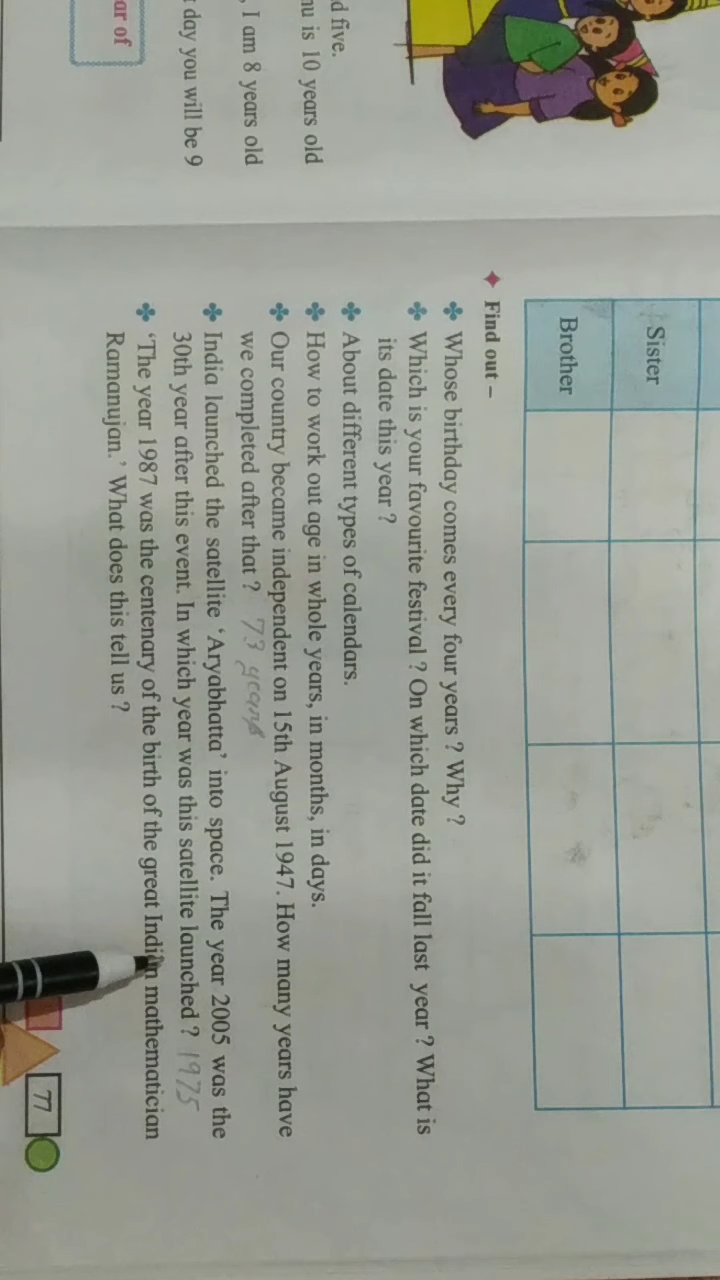 d five.
nu is 10 years old
, I am 8 years old
day you will be 9
ar of
Sister
Brother
Find out –
Whose birthday comes every four years ? Why ?
Which is your favourite festival ? On which date did it fall last year ? What is
its date this year ?
About different types of calendars.
How to work out age in whole years, in months, in days.
Our country became independent on 15th August 1947. How many years have
we completed after that ? 73 years
India launched the satellite ‘Aryabhatta’ into space. The year 2005 was the
30th year after this event. In which year was this satellite launched ? 1975
‘The year 1987 was the centenary of the birth of the great Indian mathematician
Ramanujan.’ What does this tell us ?
77